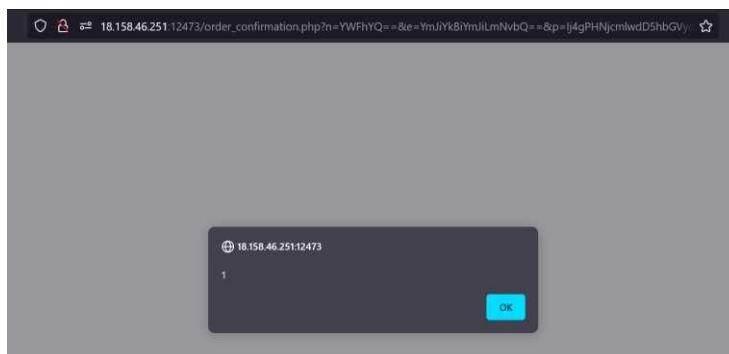 18.158.46.251:12473/order_confirmation.php?n=YWFhYQ==&e=YmJiYkBiYmJiLmNvbQ==&p=Ij4gPHNjcmlwdD5hbGVy
18.158.46.251:12473
1
OK